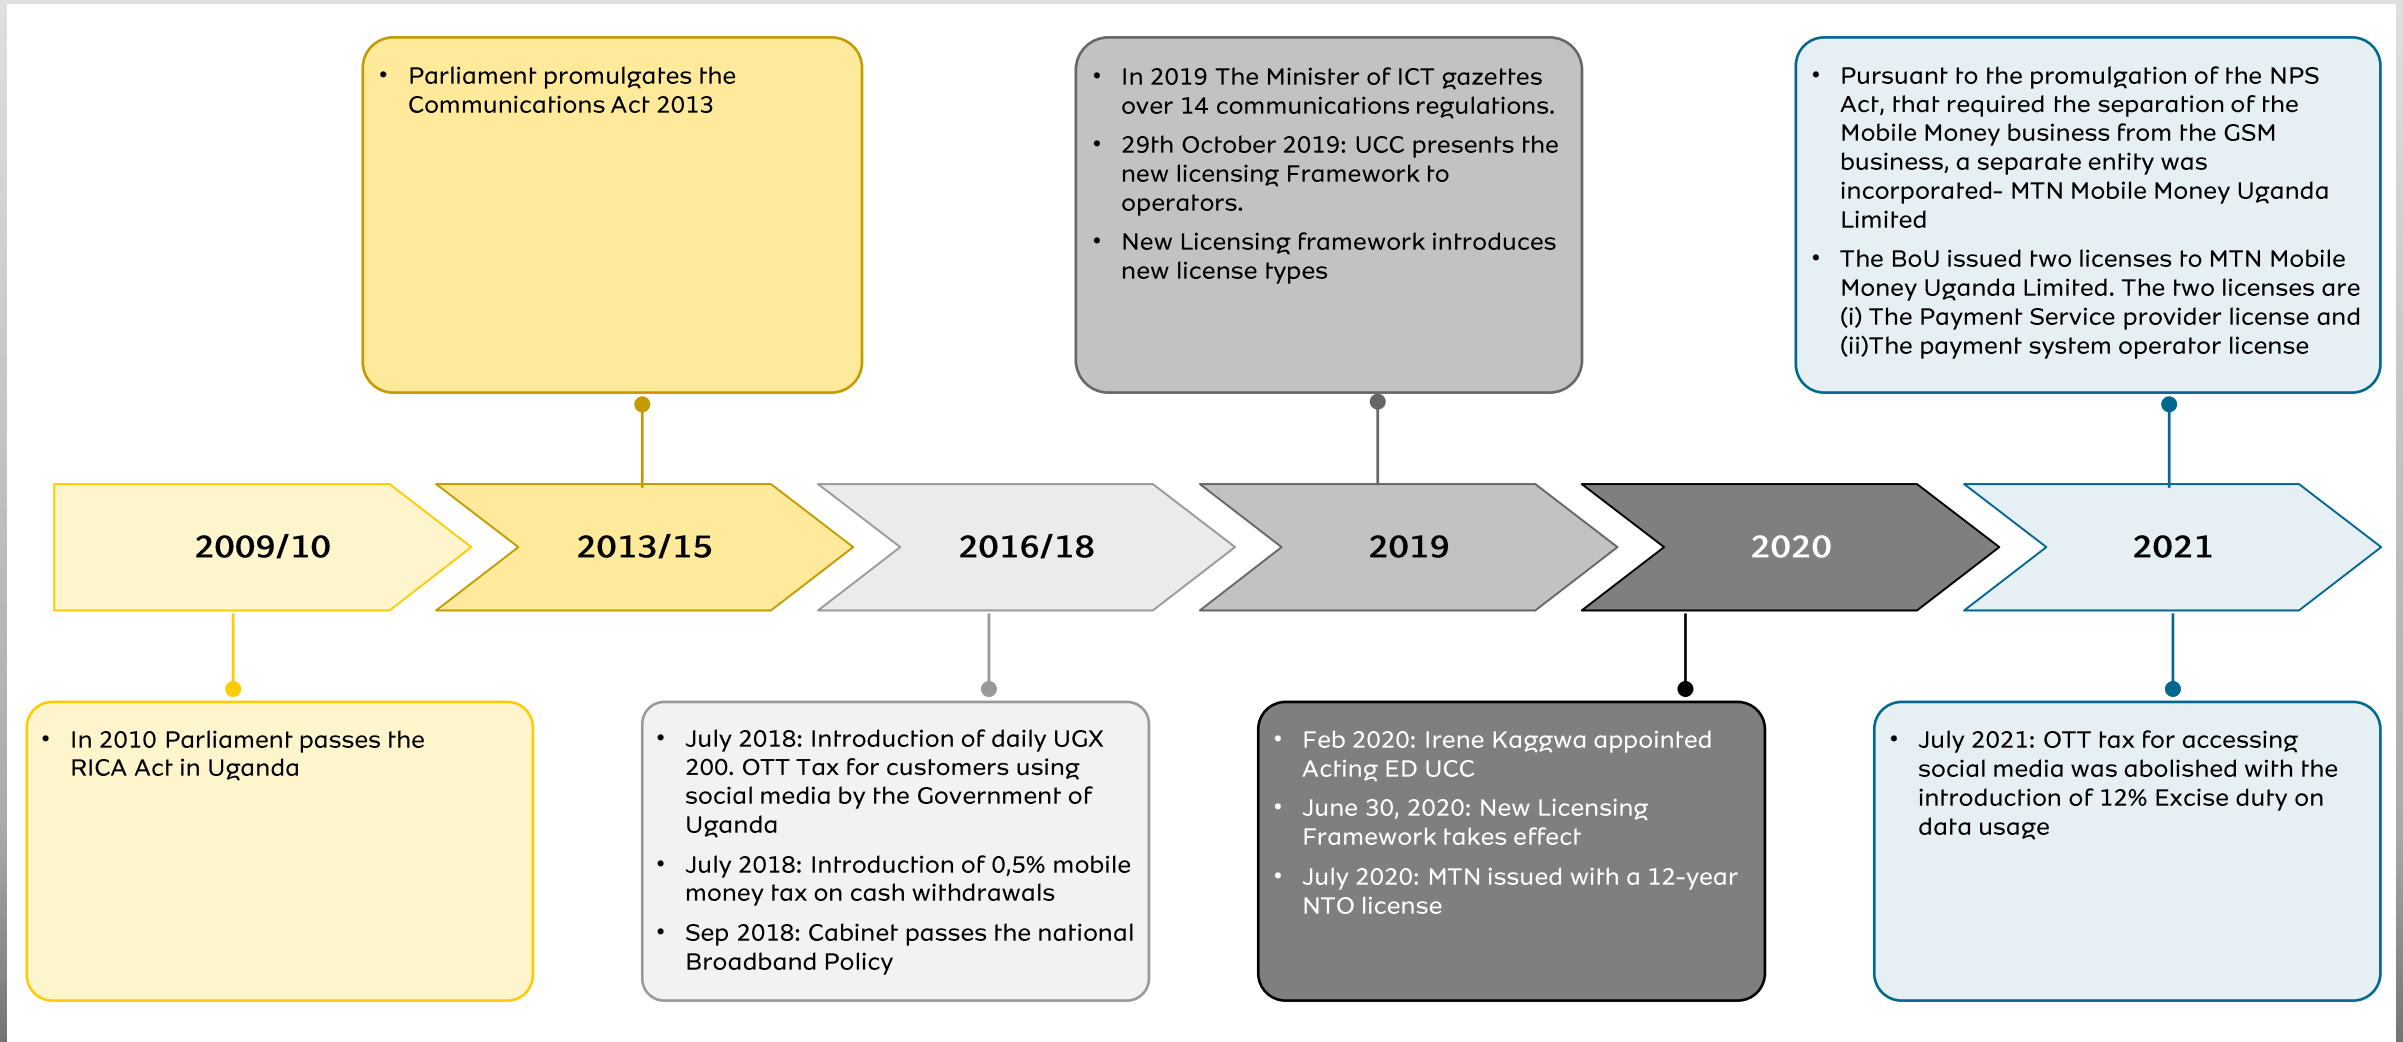 • Parliament promulgates the
Communications Act 2013
• In 2019 The Minister of ICT gazettes
over 14 communications regulations.
• 29th October 2019: UCC presents the
new licensing Framework to
operators.
• New Licensing framework introduces
new license types
• Pursuant to the promulgation of the NPS
Act, that required the separation of the
Mobile Money business from the GSM
business, a separate entity was
incorporated- MTN Mobile Money Uganda
Limited
• The BoU issued two licenses to MTN Mobile
Money Uganda Limited. The two licenses are
(i) The Payment Service provider license and
(ii)The payment system operator license
2009/10
2013/15
2016/18
2019
2020
2021
• In 2010 Parliament passes the
RICA Act in Uganda
• July 2018: Introduction of daily UGX
200. OTT Tax for customers using
social media by the Government of
Uganda
• July 2018: Introduction of 0,5% mobile
money tax on cash withdrawals
• Sep 2018: Cabinet passes the national
Broadband Policy
• Feb 2020: Irene Kaggwa appointed
Acting ED UCC
• June 30, 2020: New Licensing
Framework takes effect
• July 2020: MTN issued with a 12-year
NTO license
• July 2021: OTT tax for accessing
social media was abolished with the
introduction of 12% Excise duty on
data usage